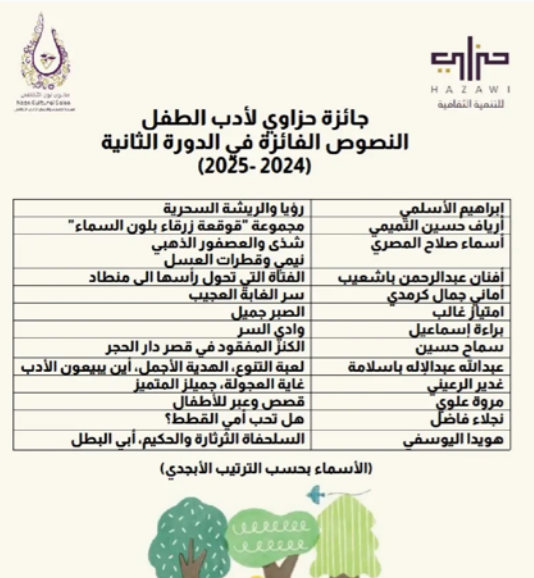 حزاوي
HAZAWI
للتنمية الثقافية
جائزة حزاوي لأدب الطفل
النصوص الفائزة في الدورة الثانية
(2024 -2025)
إبراهيم الأسلمي رؤيا والريشة السحرية
أرياف حسين التميمي مجموعة "قوقعة زرقاء بلون السماء"
أسماء صلاح المصري شذى والعصفور الذهبي
نيمي وقطرات العسل
أفنان عبدالرحمن باشعيب الفتاة التي تحول رأسها الى منطاد
أماني جمال كرمدي سر الغابة العجيب
امتياز غالب الصبر جميل
براءة إسماعيل وادي السر
سماح حسين الكنز المفقود في قصر دار الحجر
عبدالله عبدالإله باسلامة لعبة التنوع، الهدية الأجمل، أين يبيعون الأدب
غدير الرعيني غاية العجولة، جميلز المتميز
مروة علوي قصص وعبر للأطفال
نجلاء فاضل هل تحب أمي القطط؟
هويدا اليوسفي السلحفاة الثرثارة والحكيم، أبي البطل
(الأسماء بحسب الترتيب الأبجدي)